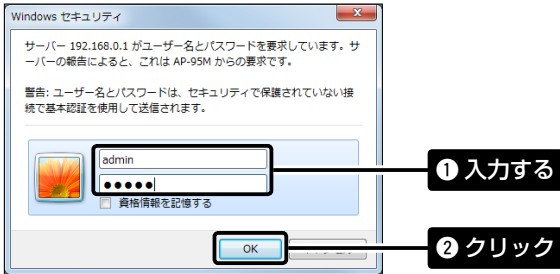 Windows セキュリティ
サーバー 192.168.0.1 がユーザー名とパスワードを要求しています。サ
ーバーの報告によると、これは AP-95M からの要求です。
警告: ユーザー名とパスワードは、セキュリティで保護されていない接
続で基本認証を使用して送信されます。
admin
●●●●●
資格情報を記憶する
❶ 入力する
OK
❷ クリック